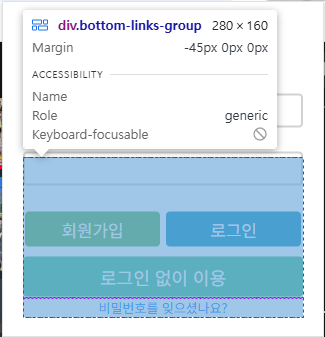 div.bottom-links-group 280 × 160
Margin -45px 0px 0px
ACCESSIBILITY
Name
Role generic
Keyboard-focusable
회원가입 로그인
로그인 없이 이용
비밀번호를 잊으셨나요?